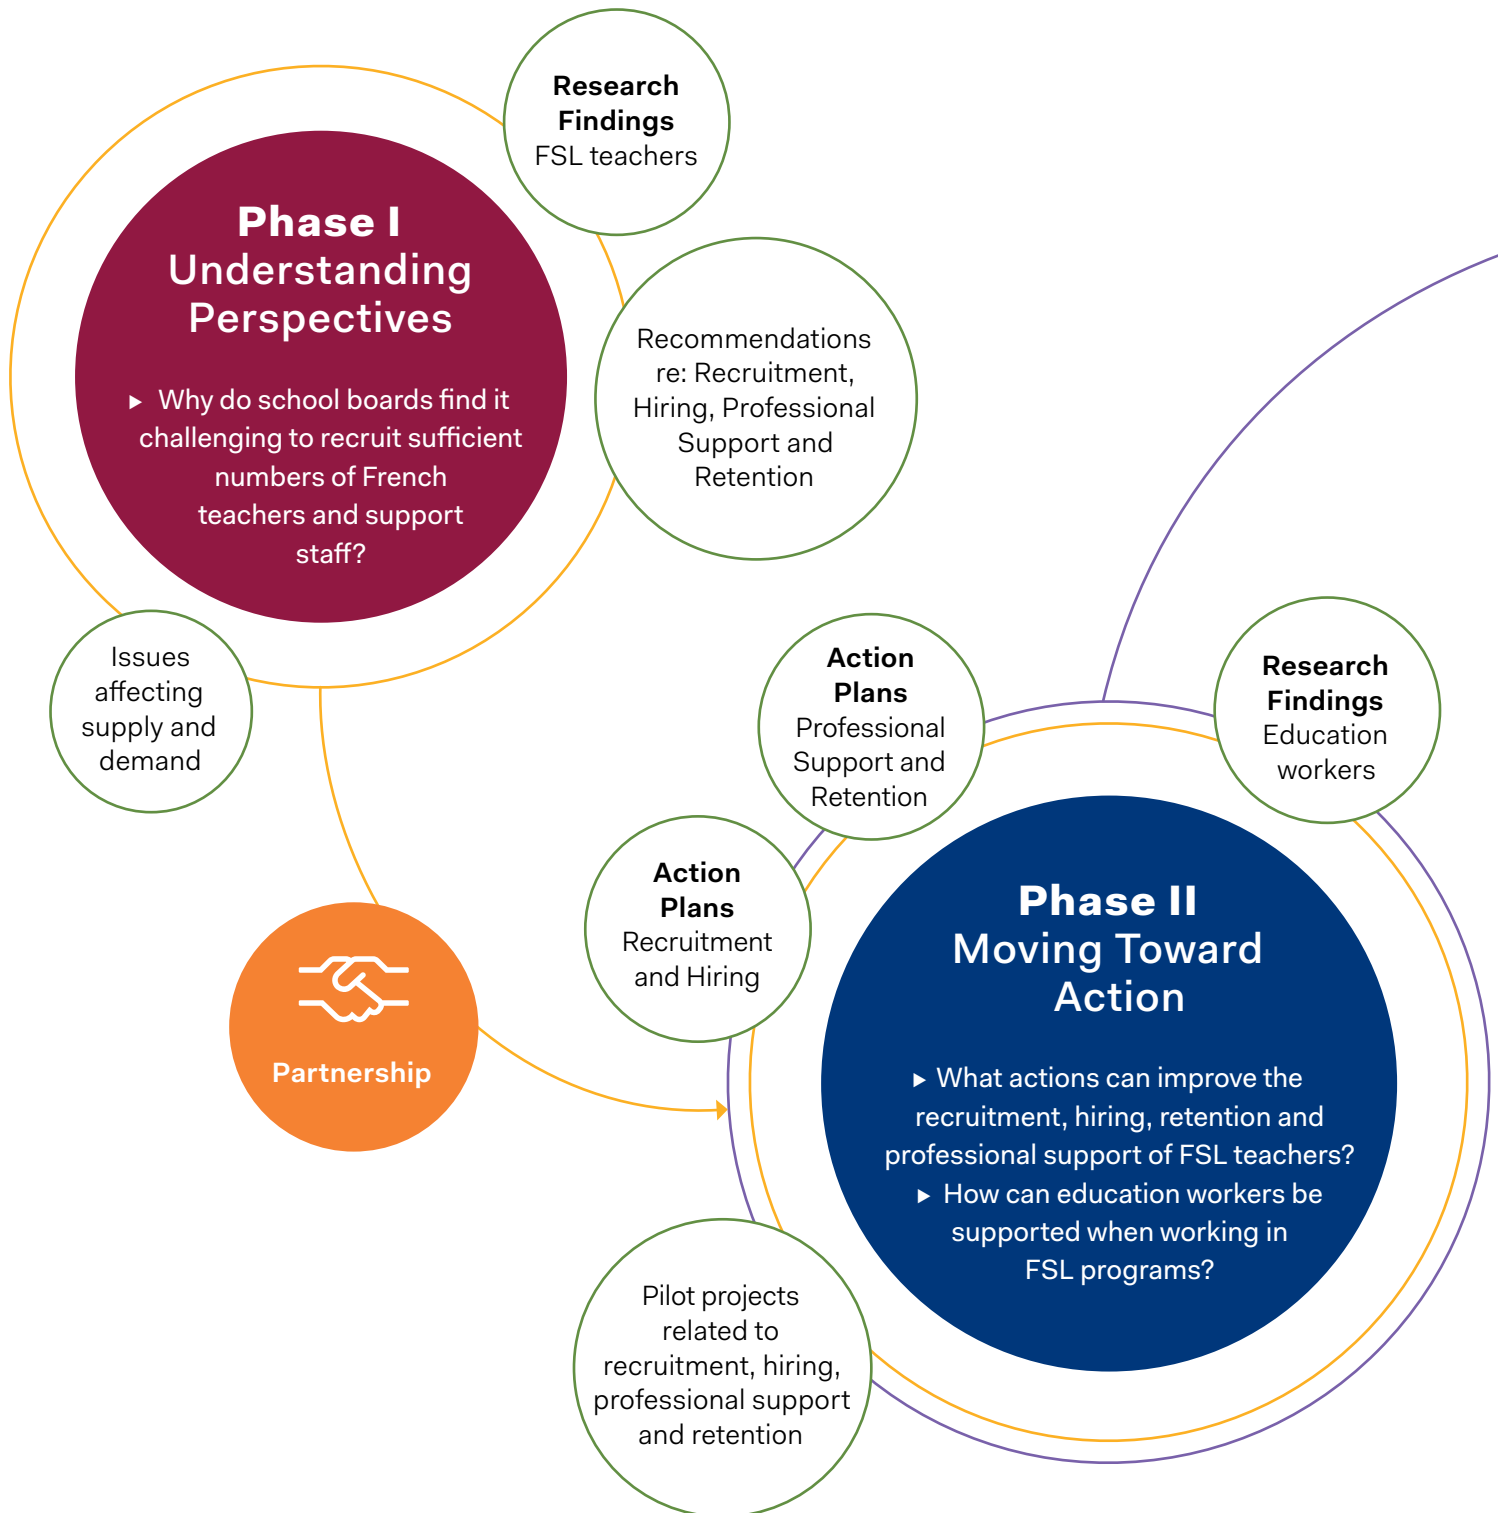 Research
Findings
FSL teachers
Phase I
Understanding
Perspectives
▶ Why do school boards find it
challenging to recruit sufficient
numbers of French
teachers and support
staff?
Recommendations
re: Recruitment,
Hiring, Professional
Support and
Retention
Issues
affecting
supply and
demand
Partnership
Action
Plans
Professional
Support and
Retention
Research
Findings
Education
workers
Action
Plans
Recruitment
and Hiring
Phase II
Moving Toward
Action
▶ What actions can improve the
recruitment, hiring, retention and
professional support of FSL teachers?
▶ How can education workers be
supported when working in
FSL programs?
Pilot projects
related to
recruitment, hiring,
professional support
and retention